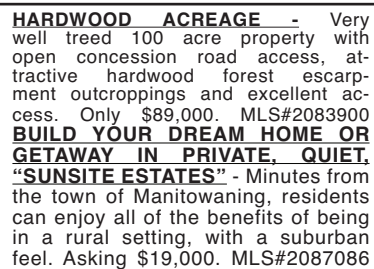 HARDWOOD ACREAGE - Very
well treed 100 acre property with
open concession road access, at-
tractive hardwood forest escarp-
ment outcroppings and excellent ac-
cess. Only $89,000. MLS#2083900
BUILD YOUR DREAM HOME OR
GETAWAY IN PRIVATE, QUIET,
“SUNSITE ESTATES” - Minutes from
the town of Manitowaning, residents
can enjoy all of the benefits of being
in a rural setting, with a suburban
feel. Asking $19,000. MLS#2087086